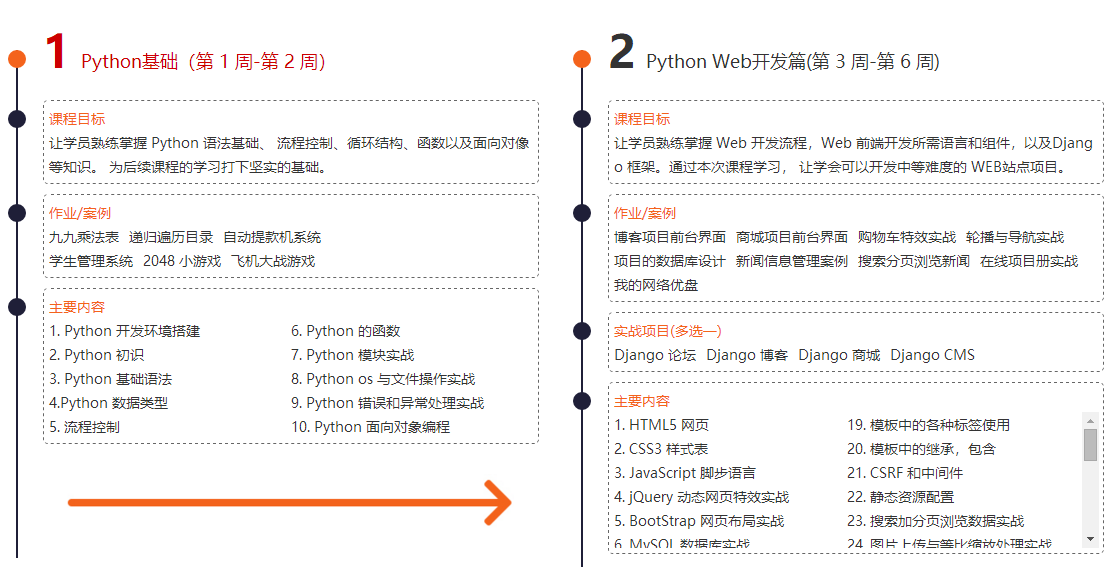 1 Python基础（第 1 周-第 2 周）
课程目标
让学员熟练掌握 Python 语法基础、 流程控制、循环结构、函数以及面向对像
等知识。 为后续课程的学习打下坚实的基础。
作业/案例
九九乘法表 递归遍历目录 自动提款机系统
学生管理系统 2048 小游戏 飞机大战游戏
主要内容
1. Python 开发环境搭建
2. Python 初识
3. Python 基础语法
4.Python 数据类型
5. 流程控制
6. Python 的函数
7. Python 模块实战
8. Python os 与文件操作实战
9. Python 错误和异常处理实战
10. Python 面向对象编程
2 Python Web开发篇(第 3 周-第 6 周)
课程目标
让学员熟练掌握 Web 开发流程，Web 前端开发所需语言和组件，以及Djang
o 框架。通过本次课程学习， 让学会可以开发中等难度的 WEB站点项目。
作业/案例
博客项目前台界面 商城项目前台界面 购物车特效实战 轮播与导航实战
项目的数据库设计 新闻信息管理案例 搜索分页浏览新闻 在线项目册实战
我的网络优盘
实战项目(多选一)
Django 论坛 Django 博客 Django 商城 Django CMS
主要内容
1. HTML5 网页
2. CSS3 样式表
3. JavaScript 脚步语言
4. jQuery 动态网页特效实战
5. BootStrap 网页布局实战
6. MySQL 数据库实战
19. 模板中的各种标签使用
20. 模板中的继承，包含
21. CSRF 和中间件
22. 静态资源配置
23. 搜索加分页浏览数据实战
24. 图片上传与等比缩放处理实战